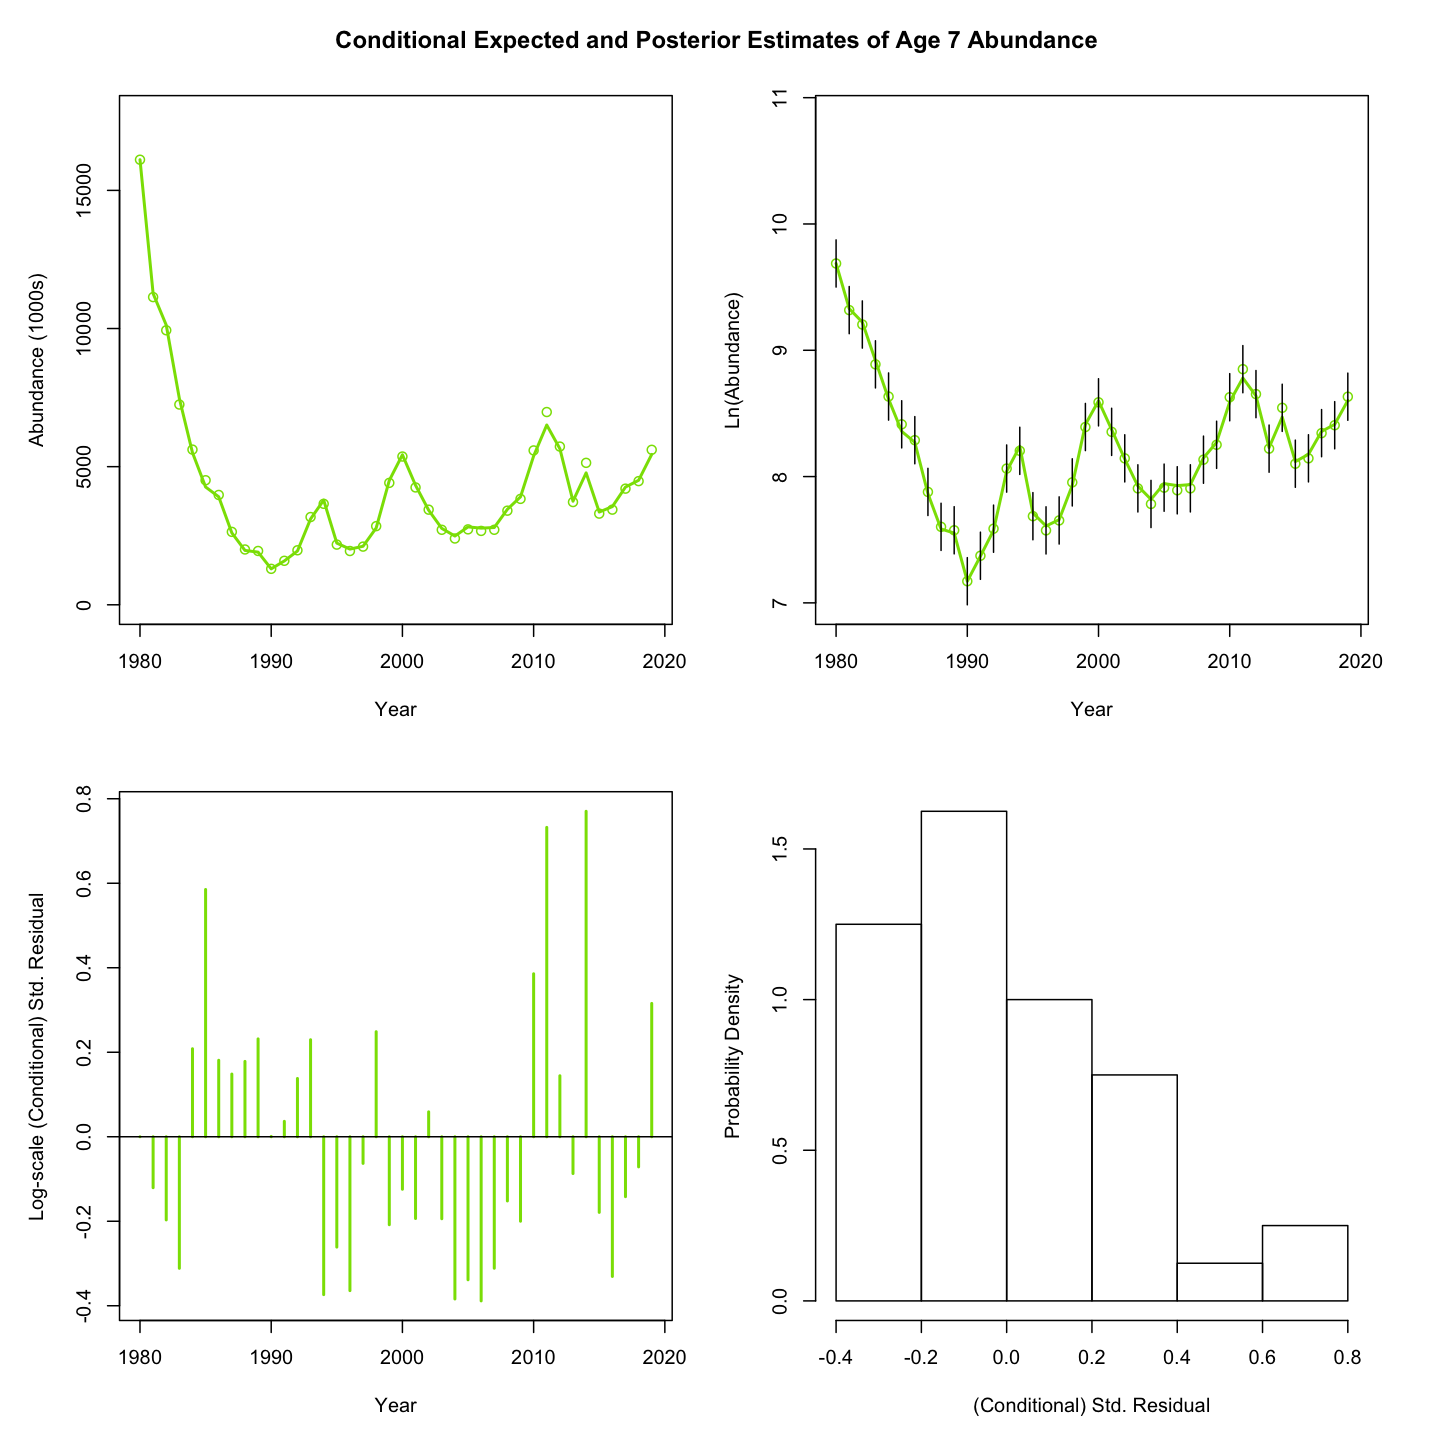 Conditional Expected and Posterior Estimates of Age 7 Abundance
Abundance (1000s)
15000
10000
5000
0
1980 1990 2000 2010 2020
Year
Ln(Abundance)
11
10
9
8
7
1980 1990 2000 2010 2020
Year
Log-scale (Conditional) Std. Residual
0.8
0.6
0.4
0.2
0.0
-0.2
-0.4
1980 1990 2000 2010 2020
Year
Probability Density
1.5
1.0
0.5
0.0
-0.4 -0.2 0.0 0.2 0.4 0.6 0.8
(Conditional) Std. Residual